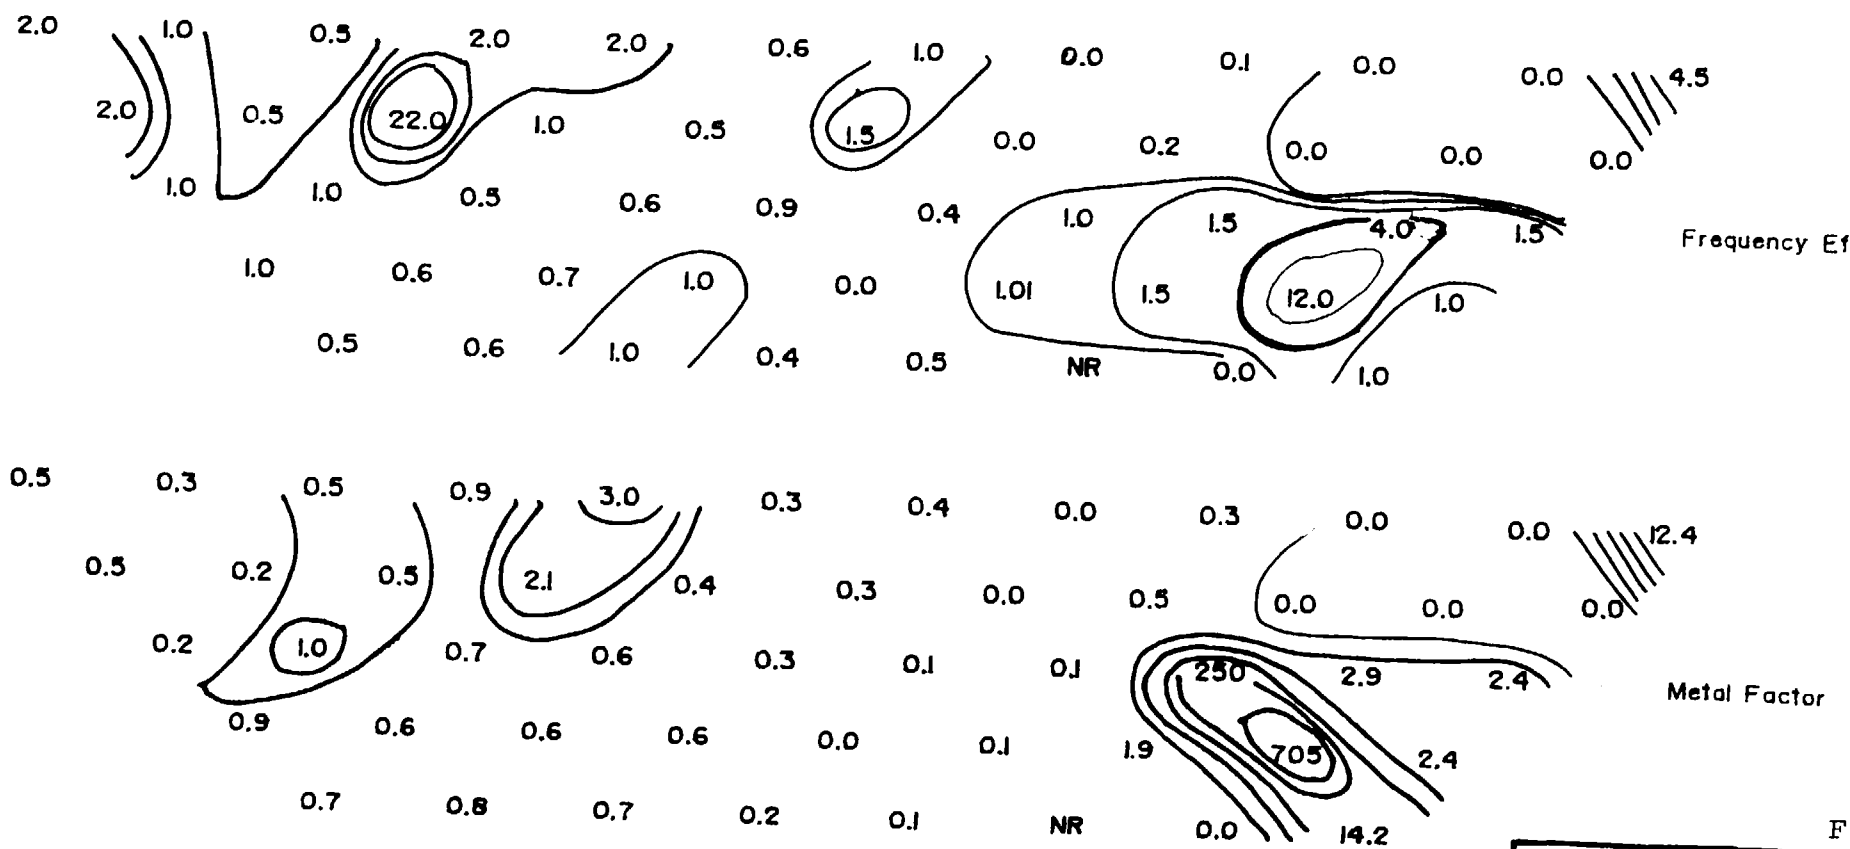 2.0 1.0 0.5 2.0 2.0 0.6 1.0 0.0 0.1 0.0 0.0 4.5
2.0 0.5 22.0 1.0 0.5 1.5 0.0 0.2 0.0 0.0 0.0
1.0 1.0 0.5 0.6 0.9 0.4 1.0 1.5 4.0 1.5
Frequency Ef
1.0 0.6 0.7 1.0 0.0 1.01 1.5 12.0 1.0
0.5 0.6 1.0 0.4 0.5 NR 0.0 1.0
0.5 0.3 0.5 0.9 3.0 0.3 0.4 0.0 0.3 0.0 0.0 12.4
0.5 0.2 0.5 2.1 0.4 0.3 0.0 0.5 0.0 0.0 0.0
0.2 1.0 0.7 0.6 0.3 0.1 0.1 250 2.9 2.4
Metal Factor
0.9 0.6 0.6 0.6 0.0 0.1 1.9 705 2.4
0.7 0.8 0.7 0.2 0.1 NR 0.0 14.2
F